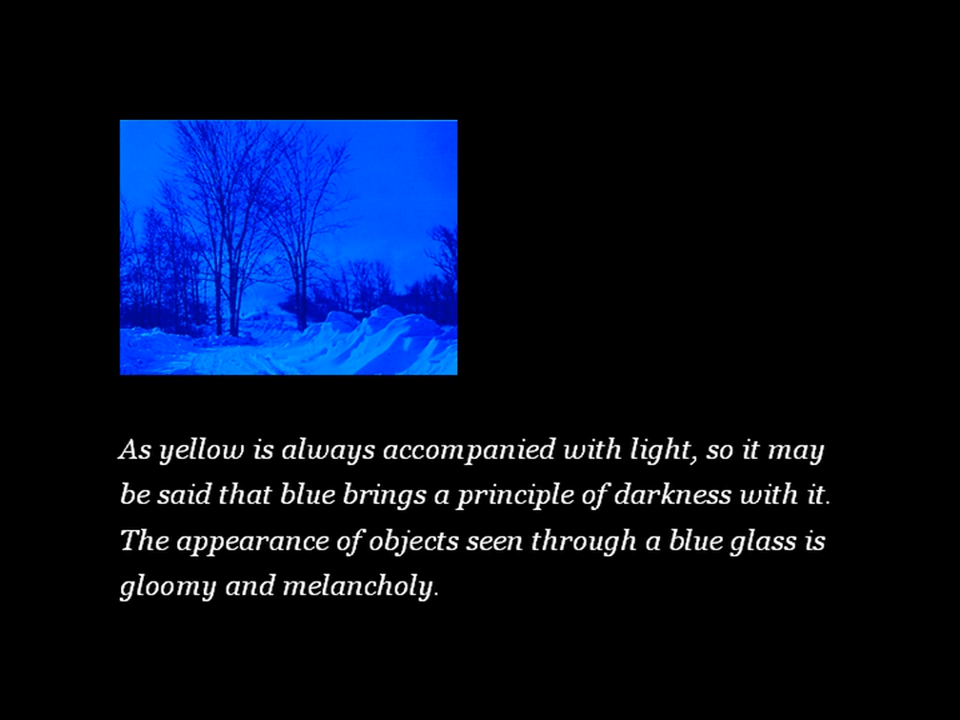 As yellow is always accompanied with light, so it may
be said that blue brings a principle of darkness with it.
The appearance of objects seen through a blue glass is
gloomy and melancholy.